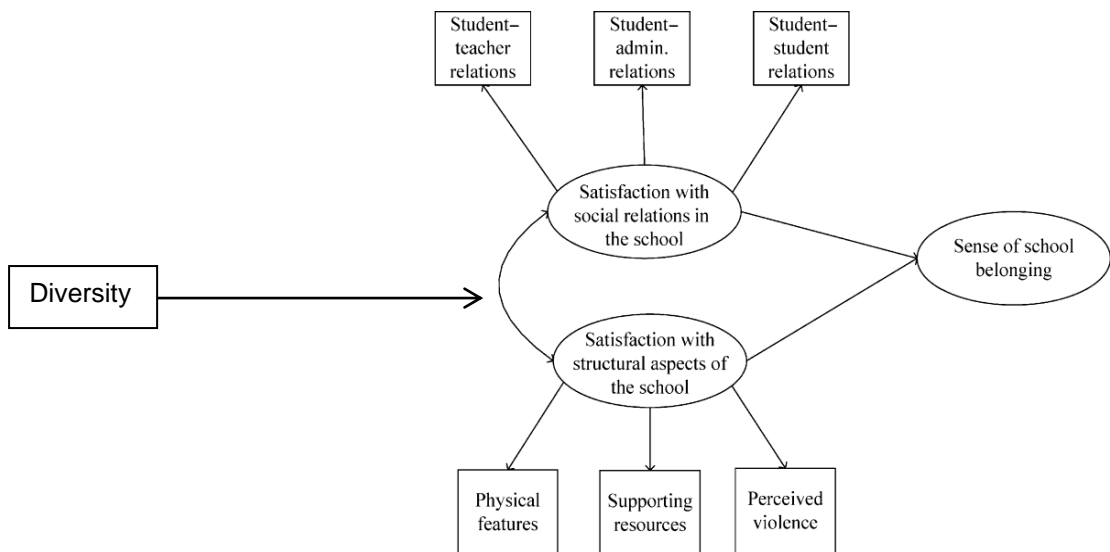 Student–
teacher
relations
Student–
admin.
relations
Student–
student
relations
Satisfaction with
social relations in
the school
Sense of school
belonging
Diversity
Satisfaction with
structural aspects of
the school
Physical
features
Supporting
resources
Perceived
violence